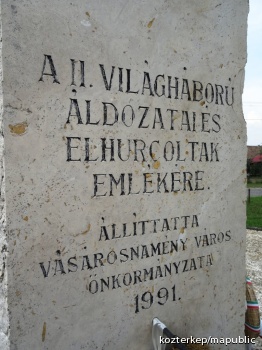 A II. VILÁGHÁBORÚ
ÁLDOZATAI ÉS
ELHURCOLTAK
EMLÉKÉRE.
ÁLLÍTTATTA
VÁSÁROSNAMÉNY VÁROS
ÖNKORMÁNYZATA
1991.
kozterkep/mapublic